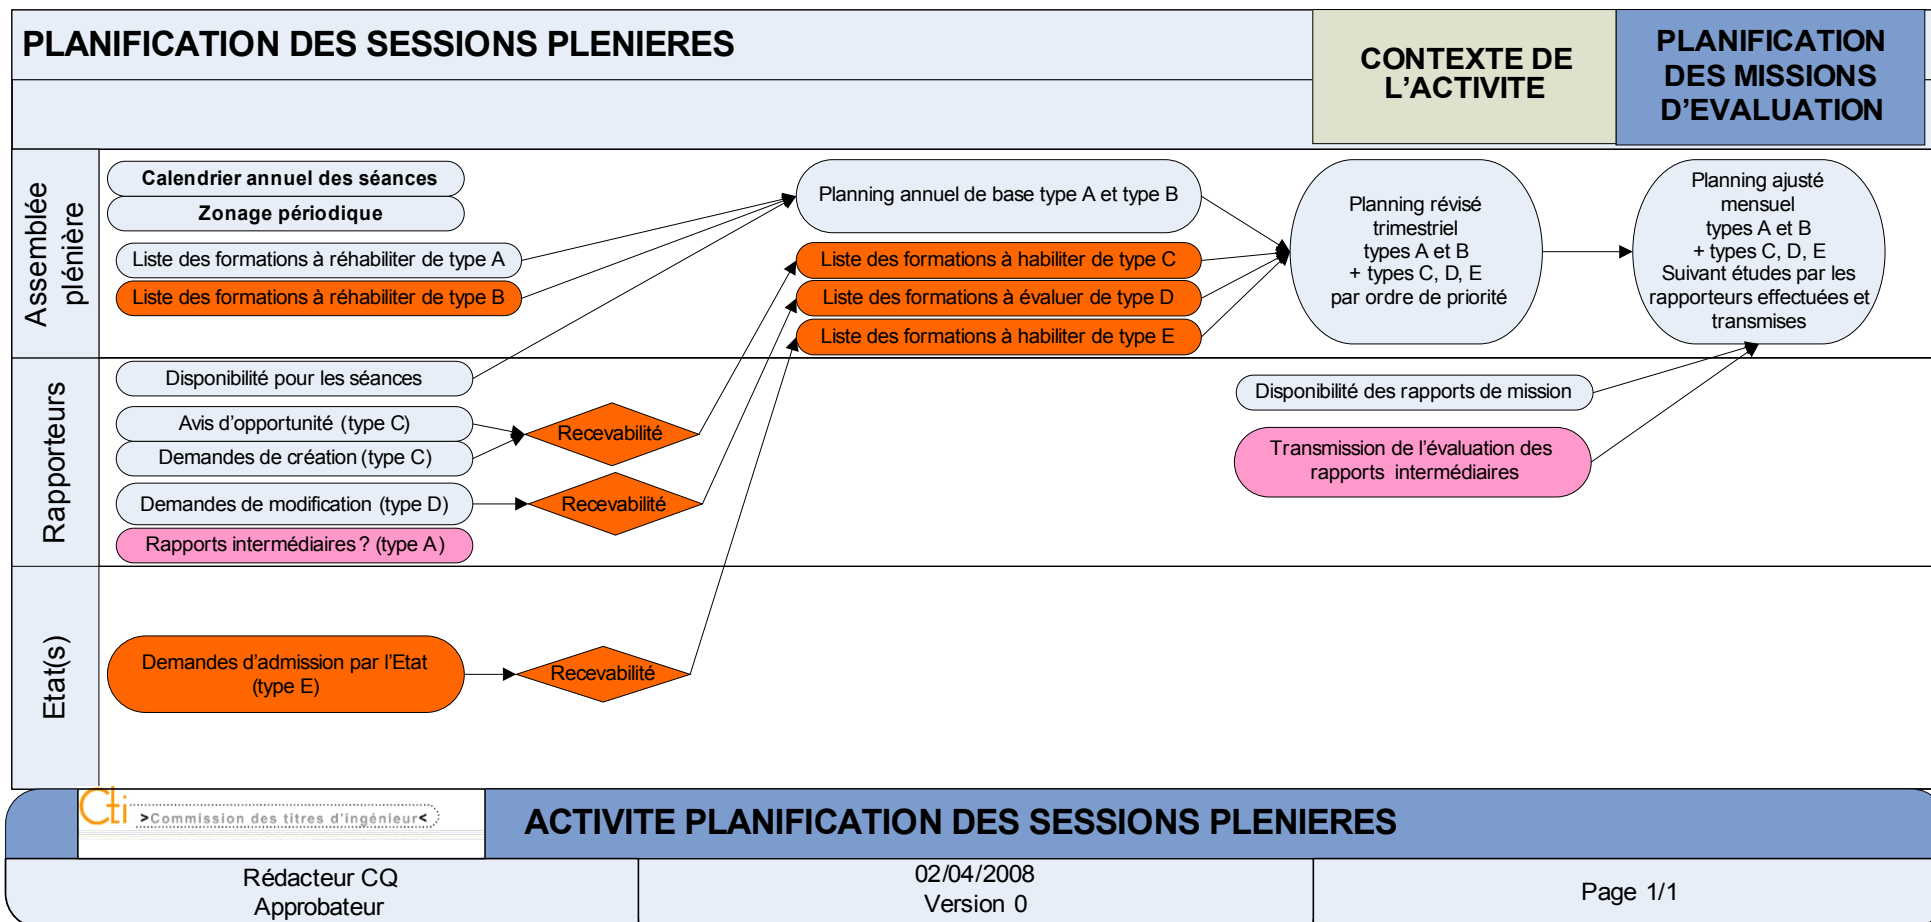 PLANIFICATION DES SESSIONS PLENIERES
CONTEXTE DE
L’ACTIVITE
PLANIFICATION
DES MISSIONS
D’EVALUATION
Assemblée
plénière
Calendrier annuel des séances
Zonage périodique
Liste des formations à réhabiliter de type A
Liste des formations à réhabiliter de type B
Planning annuel de base type A et type B
Liste des formations à habiliter de type C
Liste des formations à évaluer de type D
Liste des formations à habiliter de type E
Planning révisé
trimestriel
types A et B
+ types C, D, E
par ordre de priorité
Planning ajusté
mensuel
types A et B
+ types C, D, E
Suivant études par les
rapporteurs effectuées et
transmises
Rapporteurs
Disponibilité pour les séances
Avis d’opportunité (type C)
Demandes de création (type C)
Recevabilité
Demandes de modification (type D)
Recevabilité
Rapports intermédiaires ? (type A)
Disponibilité des rapports de mission
Transmission de l’évaluation des
rapports intermédiaires
Etat(s)
Demandes d’admission par l’Etat
(type E)
Recevabilité
Cti
>Commission des titres d’ingénieur<
ACTIVITE PLANIFICATION DES SESSIONS PLENIERES
Rédacteur CQ
Approbateur
02/04/2008
Version 0
Page 1/1